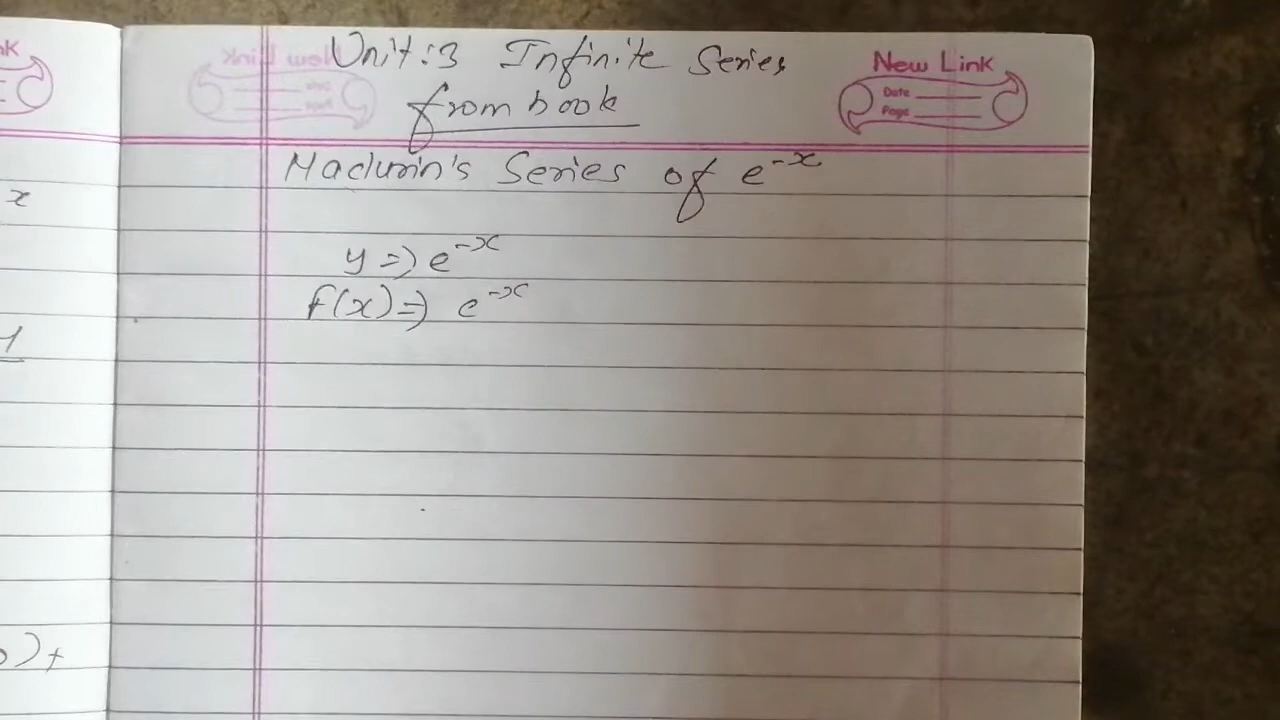 Unit:3 Infinite Series
from book
New Link
Date
Page
Maclurin's Series of e^-x
y => e^-x
f(x) => e^-x
x
) +